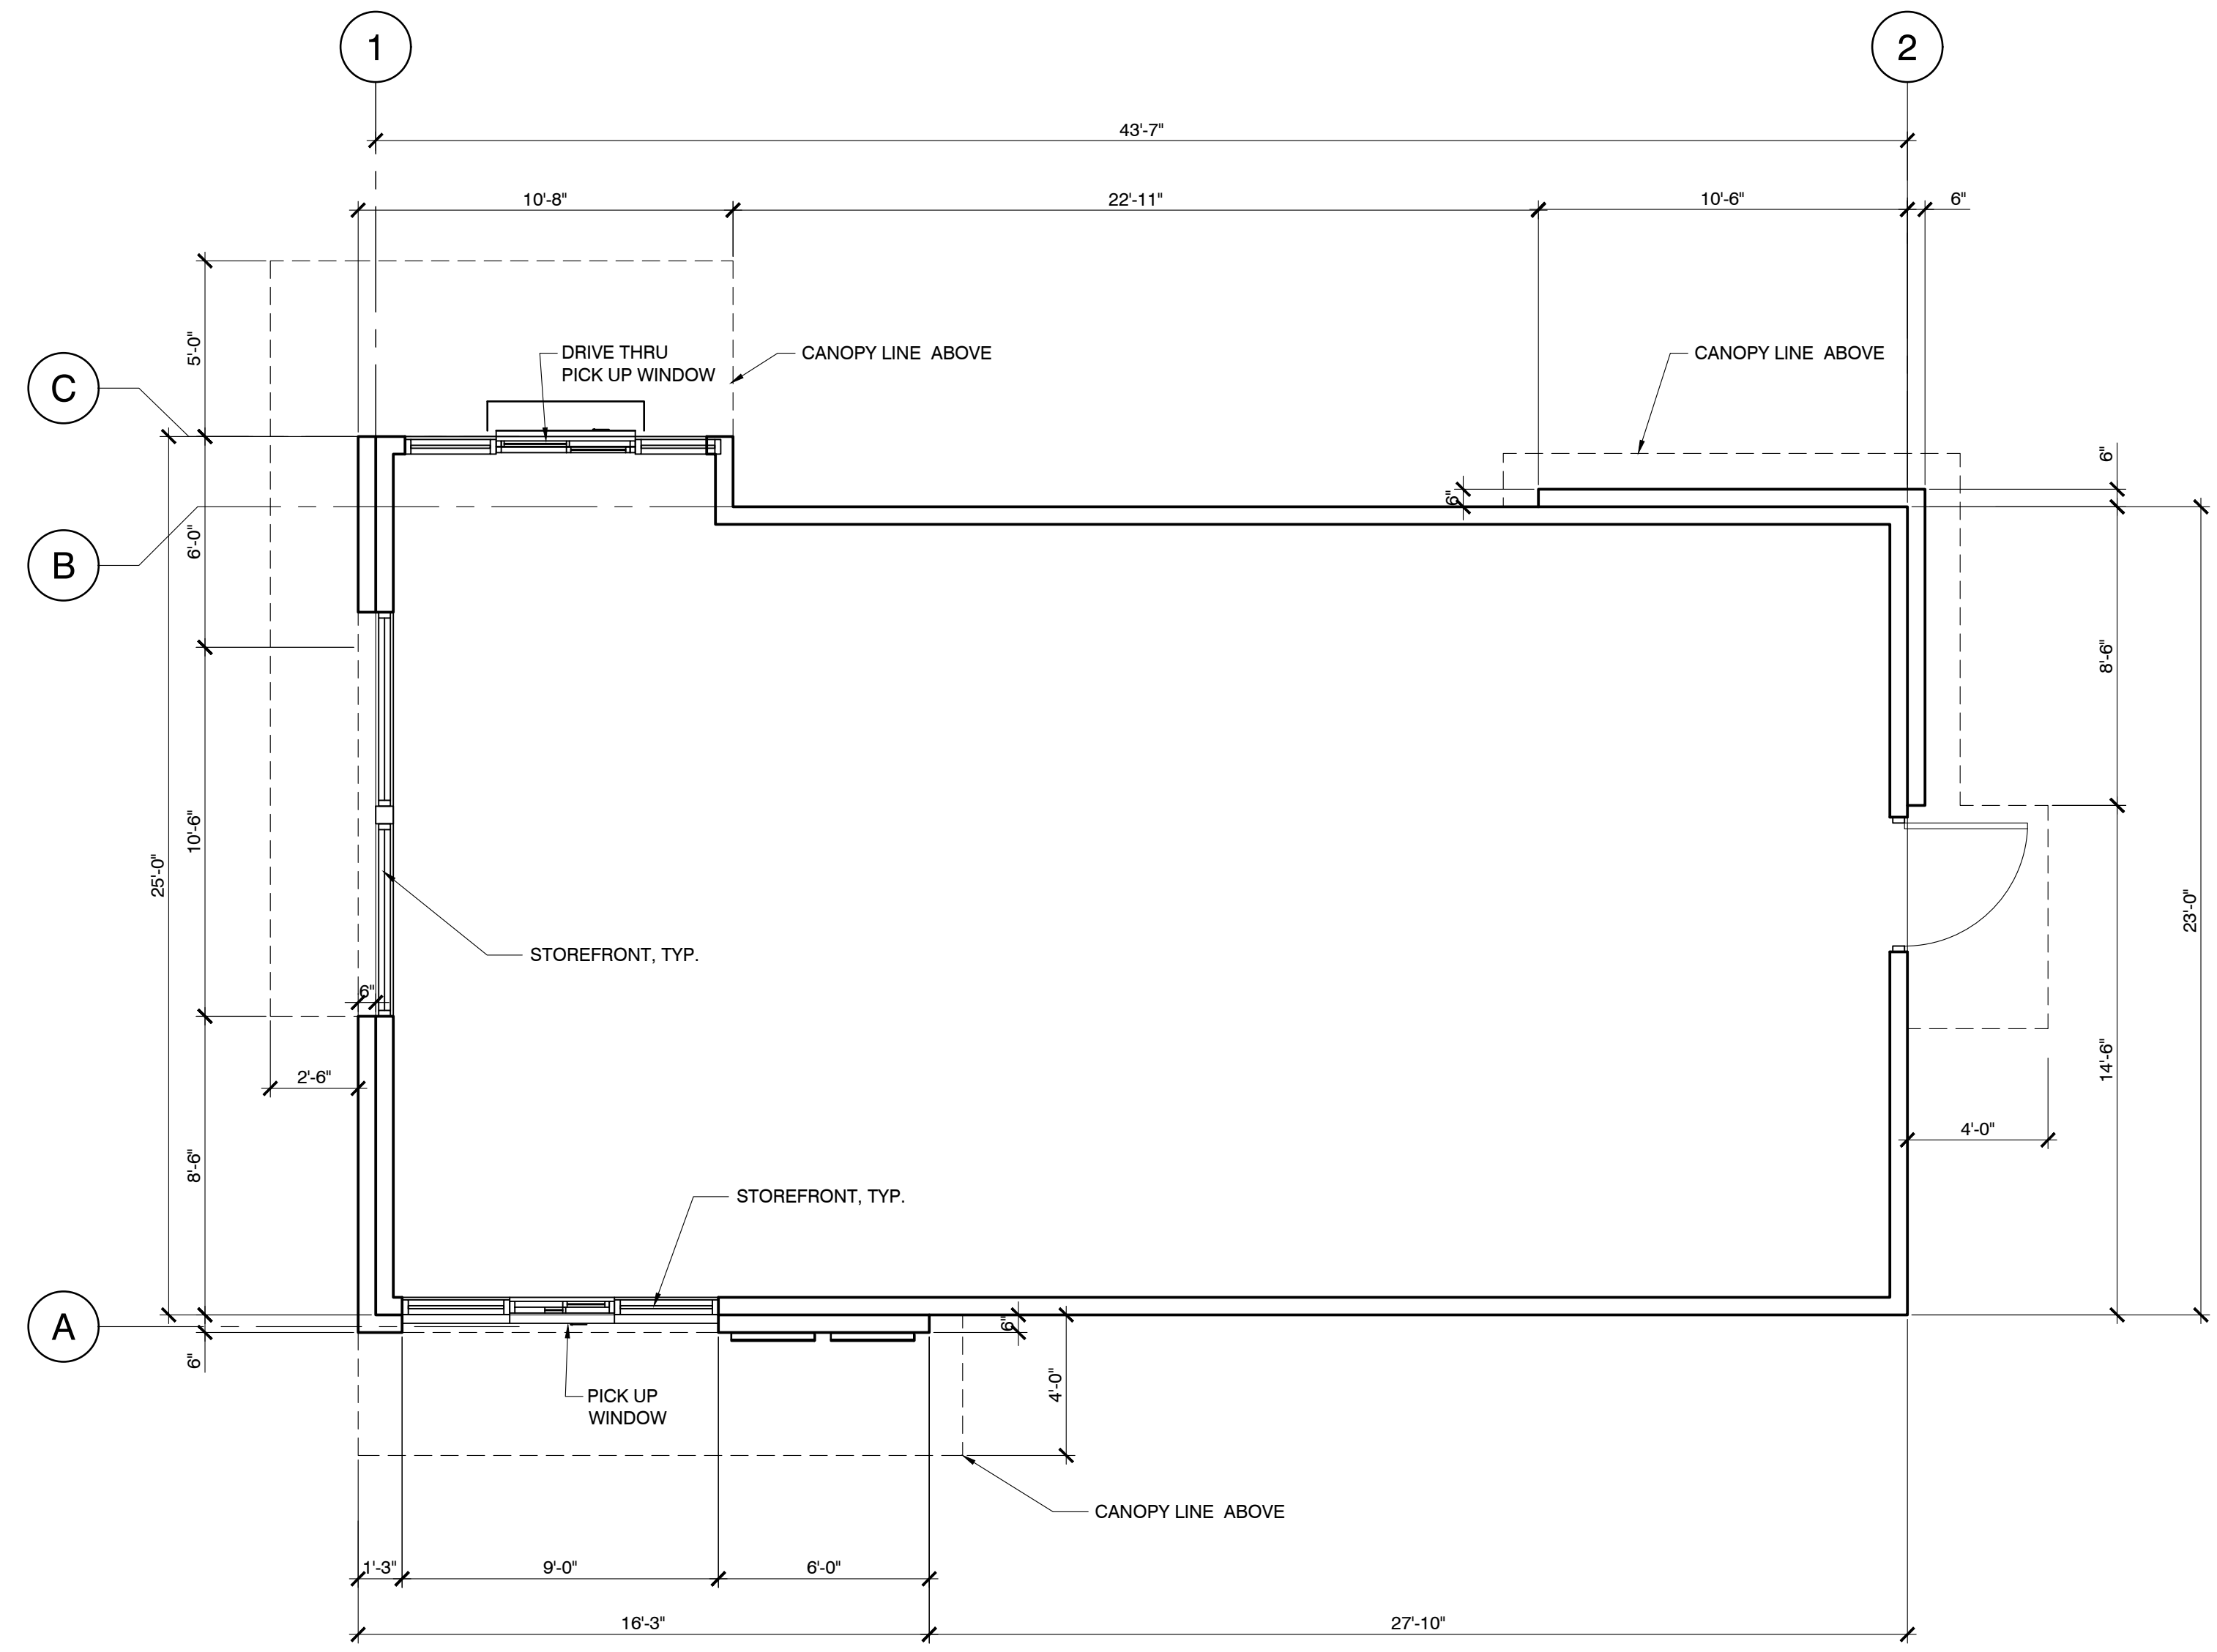 1
2
43'-7"
10'-8"
22'-11"
10'-6"
6"
5'-0"
DRIVE THRU
PICK UP WINDOW
CANOPY LINE  ABOVE
CANOPY LINE  ABOVE
C
6"
6"
B
6'-0"
8'-6"
10'-6"
25'-0"
23'-0"
STOREFRONT, TYP.
6"
2'-6"
14'-6"
4'-0"
8'-6"
STOREFRONT, TYP.
A
6"
6"
4'-0"
PICK UP
WINDOW
CANOPY LINE  ABOVE
1'-3"
9'-0"
6'-0"
16'-3"
27'-10"